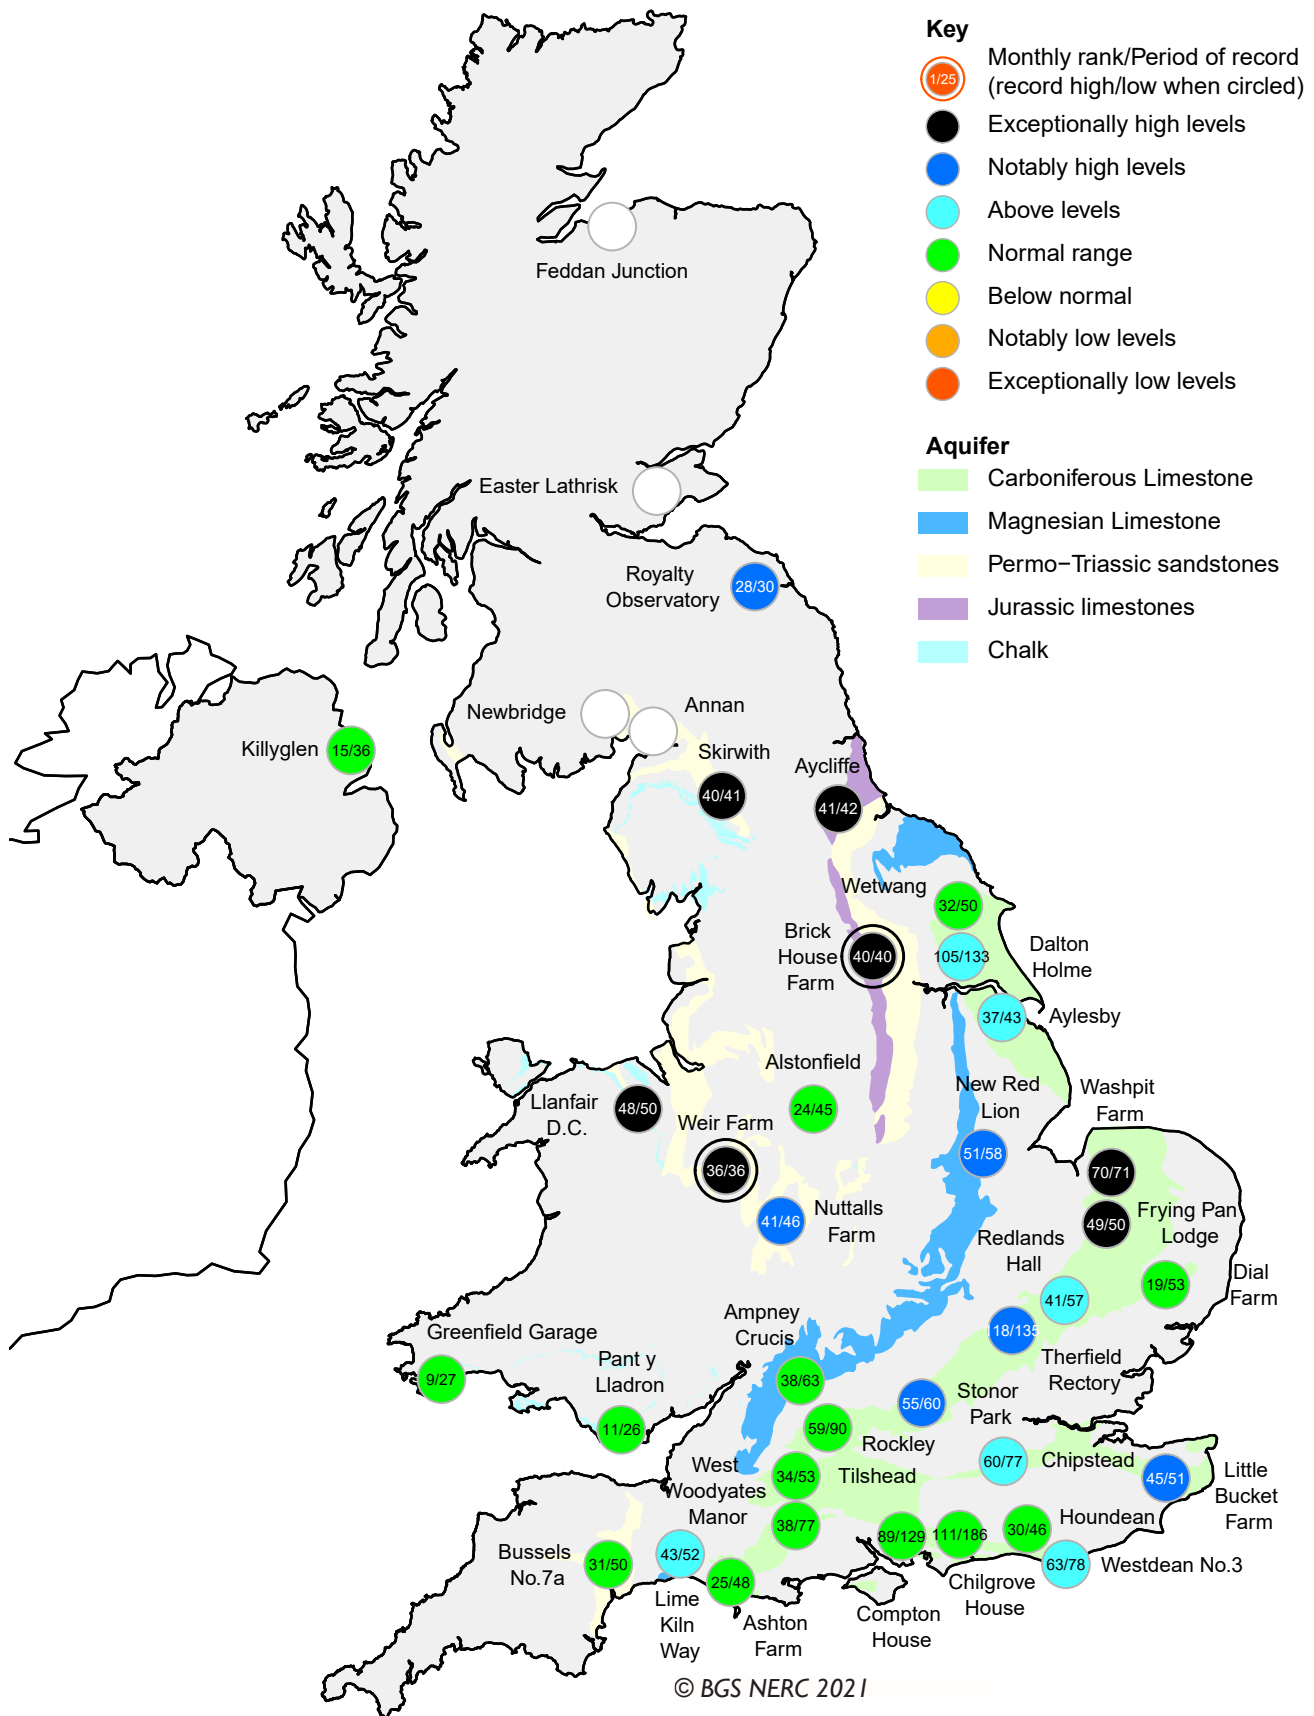 Key
1/25
Monthly rank/Period of record
(record high/low when circled)
Exceptionally high levels
Notably high levels
Above levels
Normal range
Below normal
Notably low levels
Exceptionally low levels
Aquifer
Carboniferous Limestone
Magnesian Limestone
Permo−Triassic sandstones
Jurassic limestones
Chalk
Feddan Junction
Easter Lathrisk
Royalty
Observatory
28/30
Newbridge
Annan
Killyglen
15/36
Skirwith
40/41
Aycliffe
41/42
Wetwang
32/50
Brick
House
Farm
40/40
105/133
Dalton
Holme
37/43
Aylesby
Alstonfield
24/45
New Red
Lion
51/58
Washpit
Farm
70/71
Llanfair
D.C.
48/50
Weir Farm
36/36
Nuttalls
Farm
41/46
49/50
Frying Pan
Lodge
Redlands
Hall
41/57
19/53
Dial
Farm
118/135
Therfield
Rectory
Ampney
Crucis
38/63
Greenfield Garage
9/27
Pant y
Lladron
11/26
55/60
Stonor
Park
59/90
Rockley
34/53
Tilshead
West
Woodyates
Manor
38/77
60/77
Chipstead
45/51
Little
Bucket
Farm
Bussels
No.7a
31/50
43/52
Lime
Kiln
Way
25/48
Ashton
Farm
89/129
Compton
House
111/186
Chilgrove
House
30/46
Houndean
63/78
Westdean No.3
© BGS NERC 2021